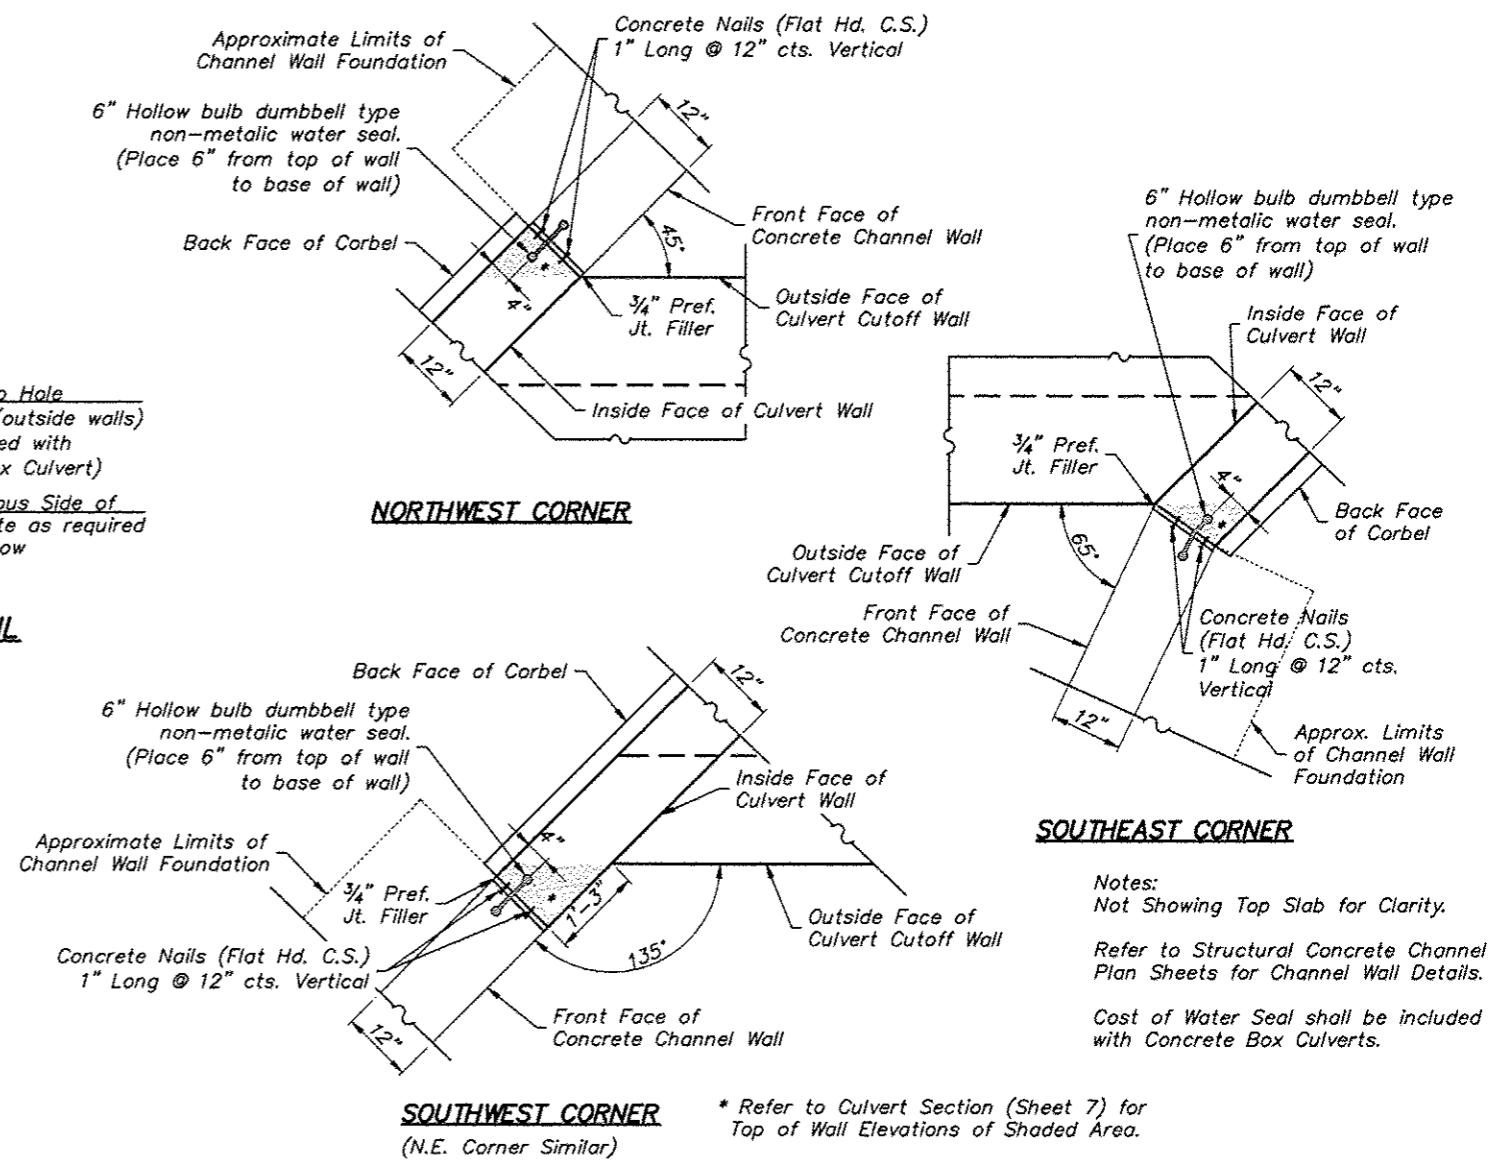 Approximate Limits of
Channel Wall Foundation
Concrete Nails (Flat Hd. C.S.)
1" Long @ 12" cts. Vertical
6" Hollow bulb dumbbell type
non-metalic water seal.
(Place 6" from top of wall
to base of wall)
12"
Back Face of Corbel
Front Face of
Concrete Channel Wall
45°
4"
3/4" Pref.
Jt. Filler
Outside Face of
Culvert Cutoff Wall
12"
Inside Face of Culvert Wall
NORTHWEST CORNER
Hole
(outside walls)
with
Culvert)
Side of
as required
6" Hollow bulb dumbbell type
non-metalic water seal.
(Place 6" from top of wall
to base of wall)
Inside Face of
Culvert Wall
12"
3/4" Pref.
Jt. Filler
4"
*
*
Back Face
of Corbel
65°
Outside Face of
Culvert Cutoff Wall
Front Face of
Concrete Channel Wall
Concrete Nails
(Flat Hd. C.S.)
1" Long @ 12" cts.
Vertical
12"
Approx. Limits
of Channel Wall
Foundation
SOUTHEAST CORNER
Back Face of Corbel
12"
6" Hollow bulb dumbbell type
non-metalic water seal.
(Place 6" from top of wall
to base of wall)
Inside Face of
Culvert Wall
Approximate Limits of
Channel Wall Foundation
4"
3/4" Pref.
Jt. Filler
*
1'-3"
135°
Outside Face of
Culvert Cutoff Wall
Concrete Nails (Flat Hd. C.S.)
1" Long @ 12" cts. Vertical
12"
Front Face of
Concrete Channel Wall
SOUTHWEST CORNER
(N.E. Corner Similar)
Notes:
Not Showing Top Slab for Clarity.
Refer to Structural Concrete Channel
Plan Sheets for Channel Wall Details.
Cost of Water Seal shall be included
with Concrete Box Culverts.
* Refer to Culvert Section (Sheet 7) for
Top of Wall Elevations of Shaded Area.